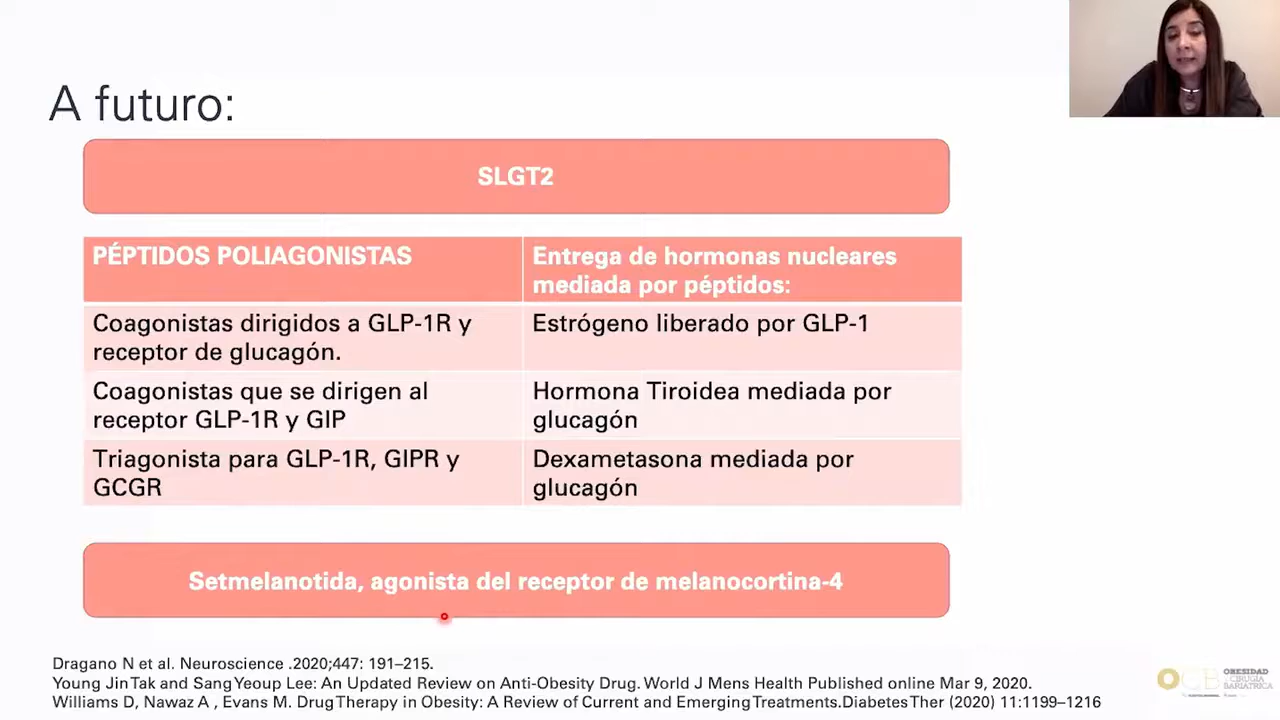 A futuro:
SLGT2
PÉPTIDOS POLIAGONISTAS
Entrega de hormonas nucleares
mediada por péptidos:
Coagonistas dirigidos a GLP-1R y
receptor de glucagón.
Estrógeno liberado por GLP-1
Coagonistas que se dirigen al
receptor GLP-1R y GIP
Hormona Tiroidea mediada por
glucagón
Triagonista para GLP-1R, GIPR y
GCGR
Dexametasona mediada por
glucagón
Setmelanotida, agonista del receptor de melanocortina-4
Dragano N et al. Neuroscience .2020;447: 191–215.
Young Jin Tak and Sang Yeoup Lee: An Updated Review on Anti-Obesity Drug. World J Mens Health Published online Mar 9, 2020.
Williams D, Nawaz A , Evans M. Drug Therapy in Obesity: A Review of Current and Emerging Treatments.Diabetes Ther (2020) 11:1199–1216
OCB
OBESIDAD
CIRUGÍA
BARIÁTRICA